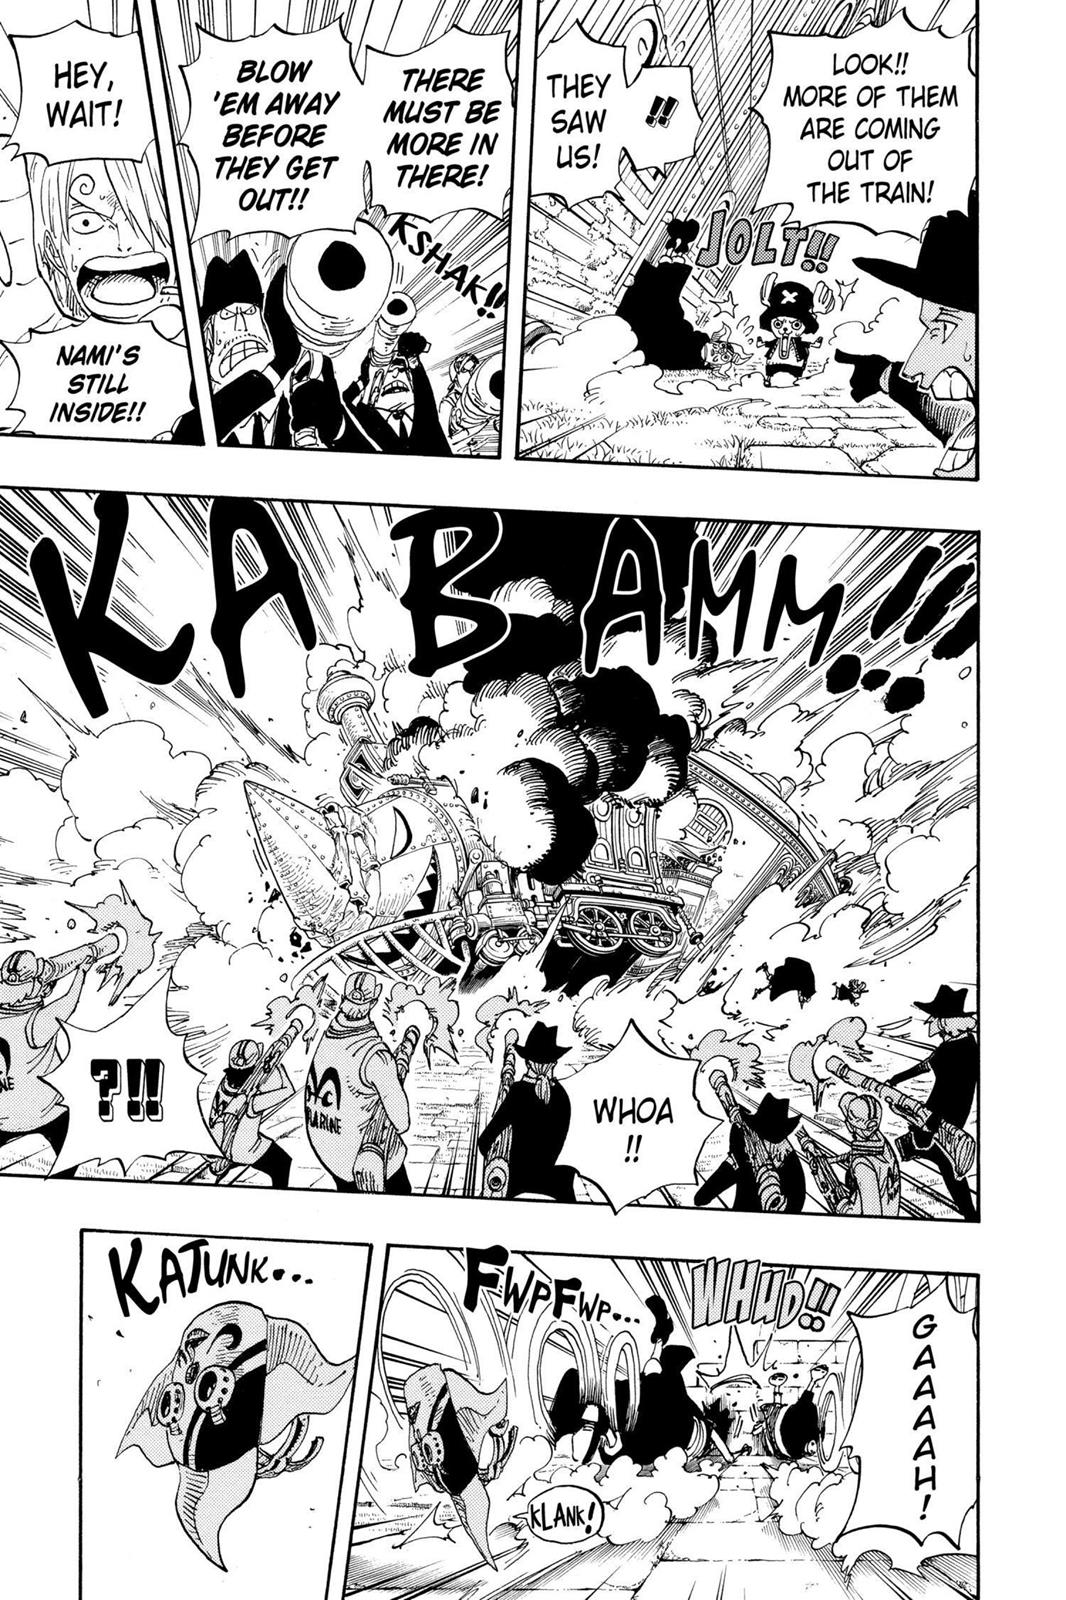 LOOK!!
MORE OF THEM
ARE COMING
OUT OF
THE TRAIN!
JOLT!!
!!
THEY
SAW
US!
THERE
MUST BE
MORE IN
THERE!
KSHAK!!
BLOW
'EM AWAY
BEFORE
THEY GET
OUT!!
HEY,
WAIT!
NAMI'S
STILL
INSIDE!!
KABAMM...!!!
WHOA
!!
?!!
MARINE
GAAAAH!
WHUD!!
FWPFWP...
KLANK!
KATUNK...